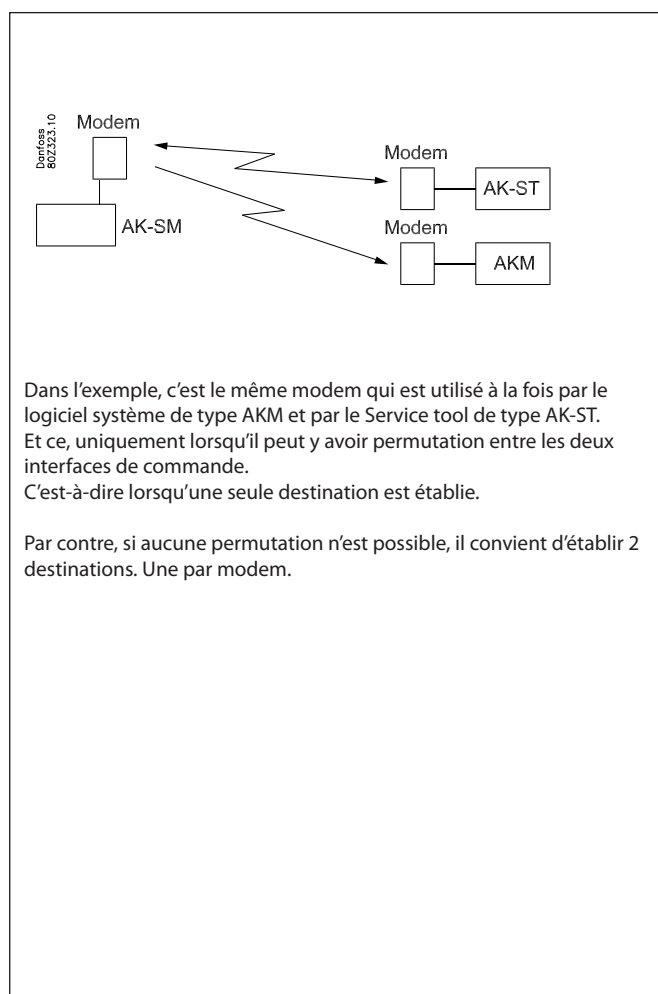 Danfoss
80Z323.10
Modem
AK-SM
Modem
AK-ST
Modem
AKM
Dans l'exemple, c'est le même modem qui est utilisé à la fois par le
logiciel système de type AKM et par le Service tool de type AK-ST.
Et ce, uniquement lorsqu'il peut y avoir permutation entre les deux
interfaces de commande.
C'est-à-dire lorsqu'une seule destination est établie.
Par contre, si aucune permutation n'est possible, il convient d'établir 2
destinations. Une par modem.